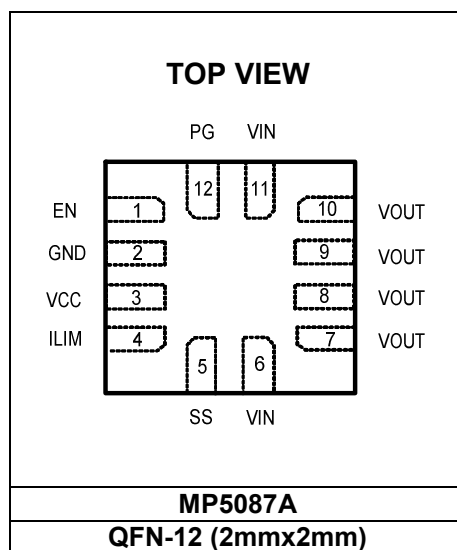 TOP VIEW
PG VIN
12 11
EN 1 10 VOUT
GND 2 9 VOUT
VCC 3 8 VOUT
ILIM 4 7 VOUT
5 6
SS VIN
MP5087A
QFN-12 (2mmx2mm)